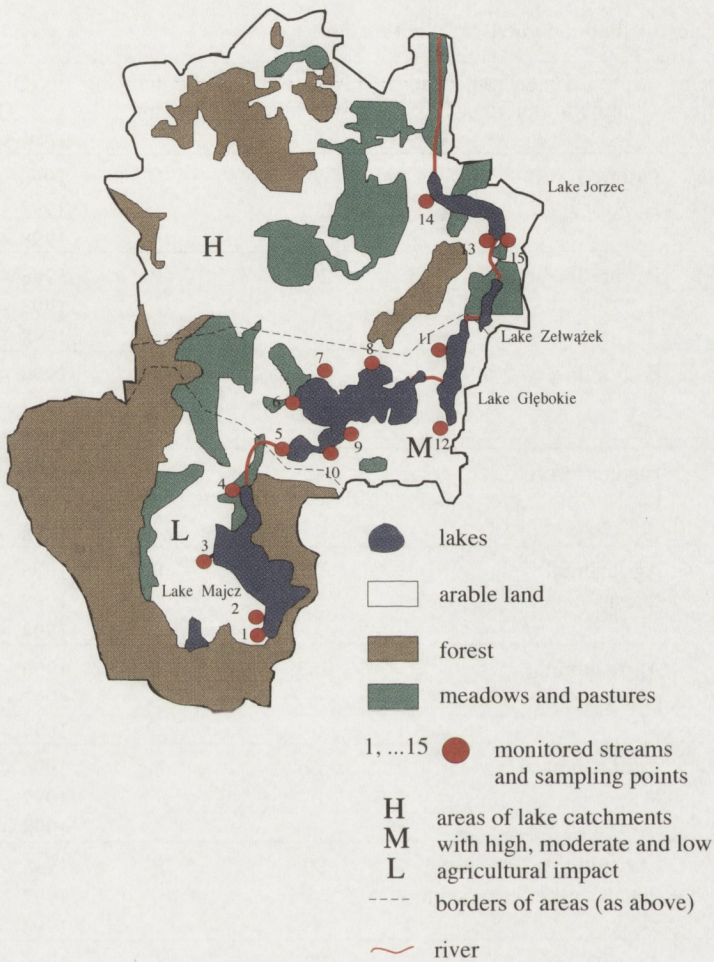 Lake Jorzec
14
H
13
15
Lake Zełwążek
11
8
7
Lake Głębokie
6
5
9
M
12
10
4
L
3
Lake Majcz
2
1
lakes
arable land
forest
meadows and pastures
1, ...15 monitored streams
and sampling points
H areas of lake catchments
M with high, moderate and low
L agricultural impact
borders of areas (as above)
river